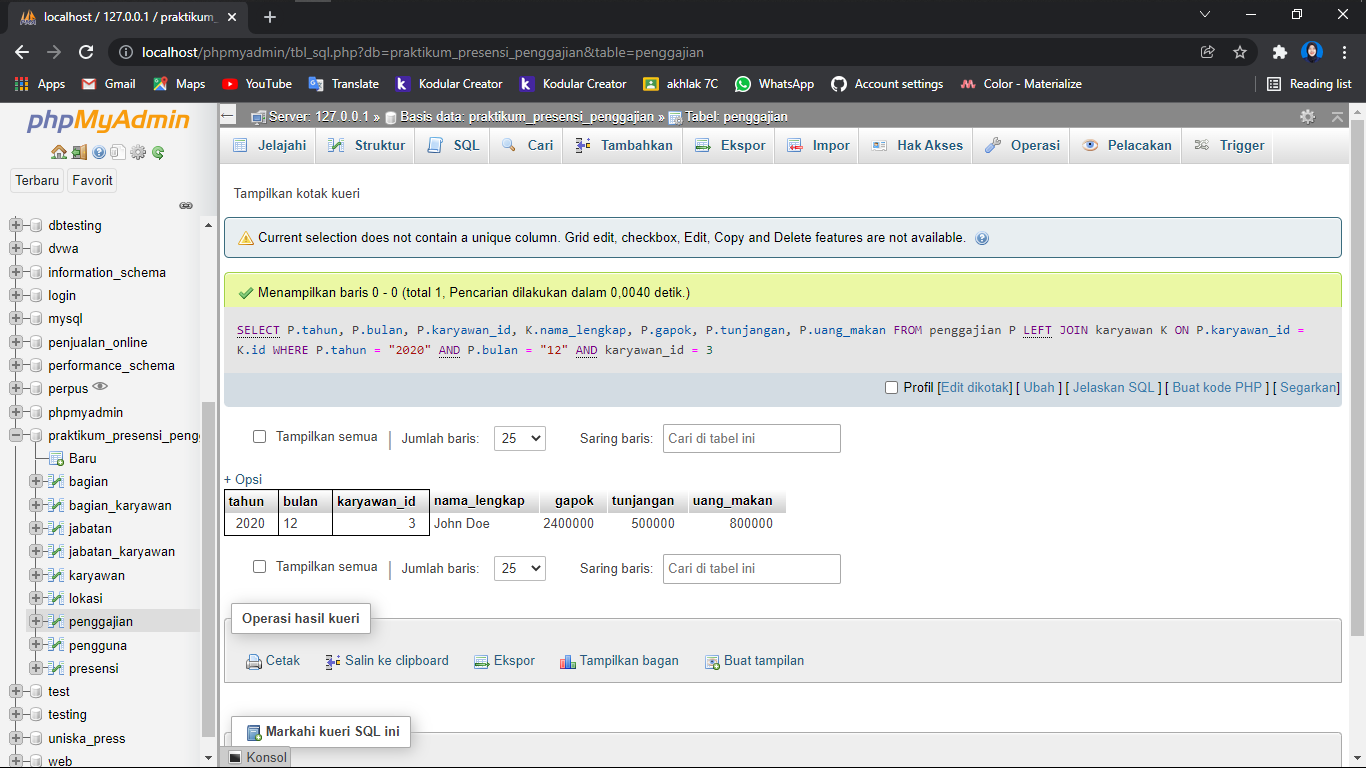 localhost / 127.0.0.1 / praktikum_
localhost/phpmyadmin/tbl_sql.php?db=praktikum_presensi_penggajian&table=penggajian
Apps Gmail Maps YouTube Translate Kodular Creator Kodular Creator akhlak 7C WhatsApp Account settings Color - Materialize Reading list
phpMyAdmin
Terbaru Favorit
dbtesting
dvwa
information_schema
login
mysql
penjualan_online
performance_schema
perpus
phpmyadmin
praktikum_presensi_peng
Baru
bagian
bagian_karyawan
jabatan
jabatan_karyawan
karyawan
lokasi
penggajian
pengguna
presensi
test
testing
uniska_press
web
Server: 127.0.0.1 » Basis data: praktikum_presensi_penggajian » Tabel: penggajian
Jelajahi Struktur SQL Cari Tambahkan Ekspor Impor Hak Akses Operasi Pelacakan Trigger
Tampilkan kotak kueri
Current selection does not contain a unique column. Grid edit, checkbox, Edit, Copy and Delete features are not available.
Menampilkan baris 0 - 0 (total 1, Pencarian dilakukan dalam 0,0040 detik.)
SELECT P.tahun, P.bulan, P.karyawan_id, K.nama_lengkap, P.gapok, P.tunjangan, P.uang_makan FROM penggajian P LEFT JOIN karyawan K ON P.karyawan_id =
K.id WHERE P.tahun = "2020" AND P.bulan = "12" AND karyawan_id = 3
Profil [Edit dikotak] [ Ubah ] [ Jelaskan SQL ] [ Buat kode PHP ] [ Segarkan]
Tampilkan semua | Jumlah baris: 25 Saring baris: Cari di tabel ini
+ Opsi
tahun bulan karyawan_id nama_lengkap gapok tunjangan uang_makan
2020 12 3 John Doe 2400000 500000 800000
Tampilkan semua | Jumlah baris: 25 Saring baris: Cari di tabel ini
Operasi hasil kueri
Cetak Salin ke clipboard Ekspor Tampilkan bagan Buat tampilan
Markahi kueri SQL ini
Konsol